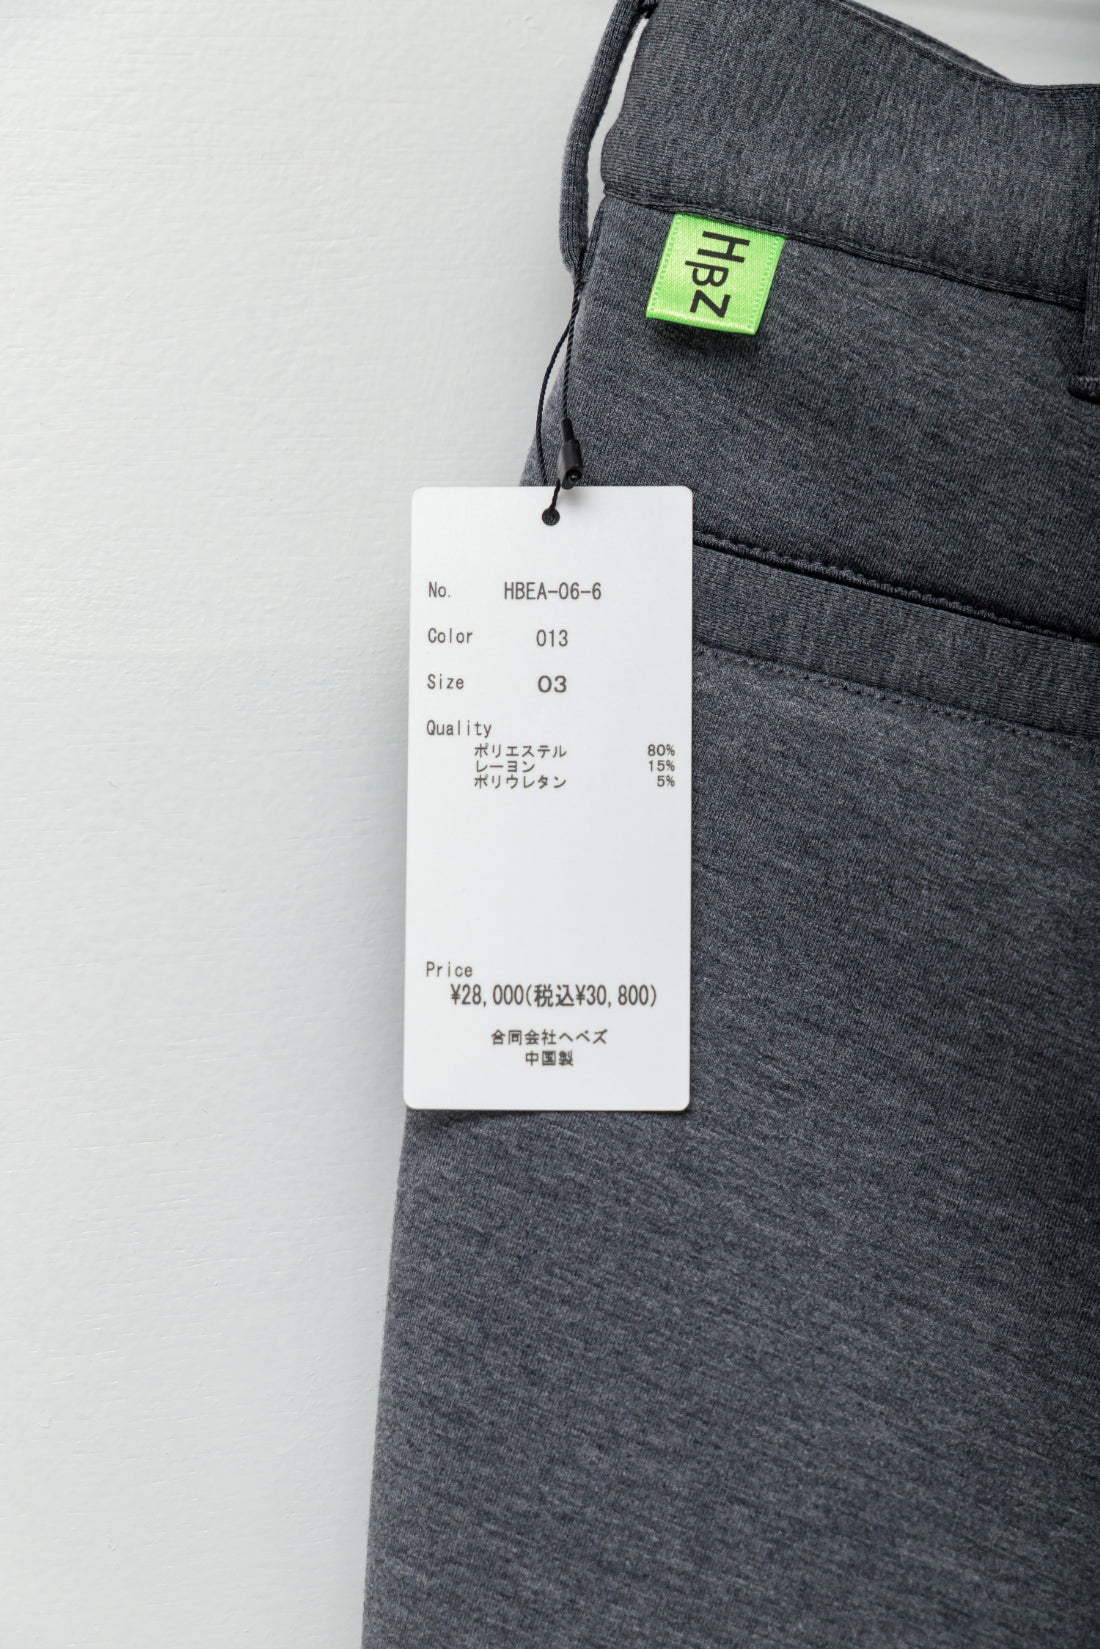 HβZ
No. HBEA-06-6
Color 013
Size 03
Quality
ポリエステル 80%
レーヨン 15%
ポリウレタン 5%
Price
¥28,000(税込¥30,800)
合同会社ヘベズ
中国製